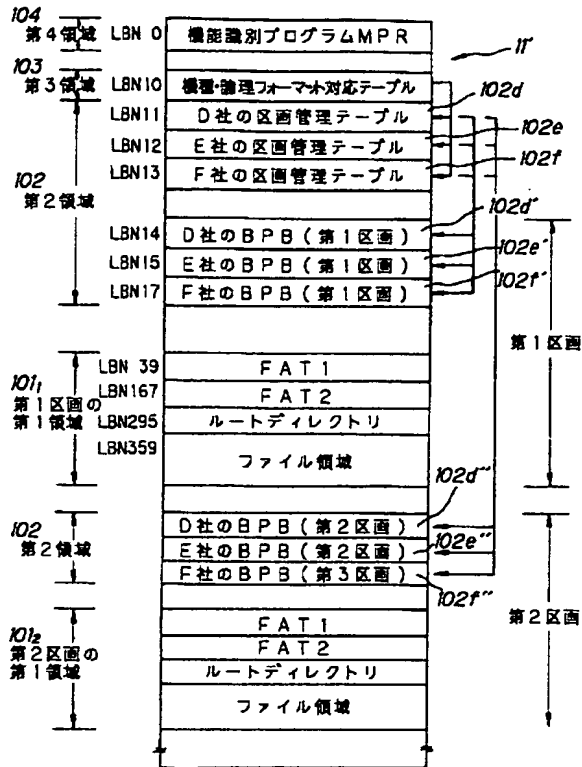 104
第4領域
LBN 0
機能識別プログラムMPR
11'
103
第3領域
LBN10
機種・論理フォーマット対応テーブル
102d
LBN11
D社の区画管理テーブル
102e
LBN12
E社の区画管理テーブル
102f
LBN13
F社の区画管理テーブル
102
第2領域
102d'
LBN14
D社のBPB(第1区画)
102e'
LBN15
E社のBPB(第1区画)
102f'
LBN17
F社のBPB(第1区画)
第1区画
LBN 39
FAT1
101₁
第1区画の
第1領域
LBN167
FAT2
LBN295
ルートディレクトリ
LBN359
ファイル領域
102d''
102
第2領域
D社のBPB(第2区画)
102e''
E社のBPB(第2区画)
F社のBPB(第3区画)
102f''
第2区画
101₂
第2区画の
第1領域
FAT1
FAT2
ルートディレクトリ
ファイル領域